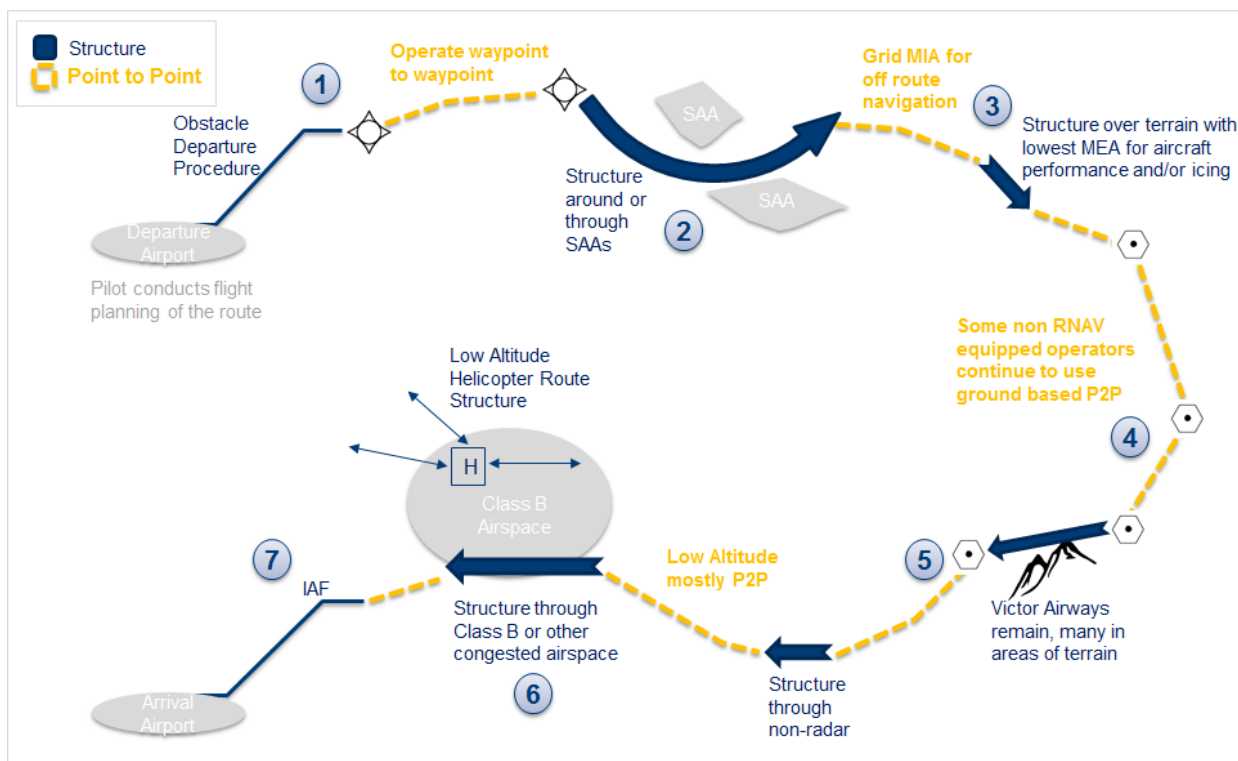 Structure
Point to Point
1
Operate waypoint
to waypoint
Obstacle
Departure
Procedure
Departure
Airport
Pilot conducts flight
planning of the route
SAA
SAA
Structure
around or
through
SAAs
2
Grid MIA for
off route
navigation
3
Structure over terrain with
lowest MEA for aircraft
performance and/or icing
Some non RNAV
equipped operators
continue to use
ground based P2P
4
5
Victor Airways
remain, many in
areas of terrain
Structure
through
non-radar
Low Altitude
mostly P2P
Low Altitude
Helicopter Route
Structure
H
Class B
Airspace
Structure through
Class B or other
congested airspace
6
7
IAF
Arrival
Airport